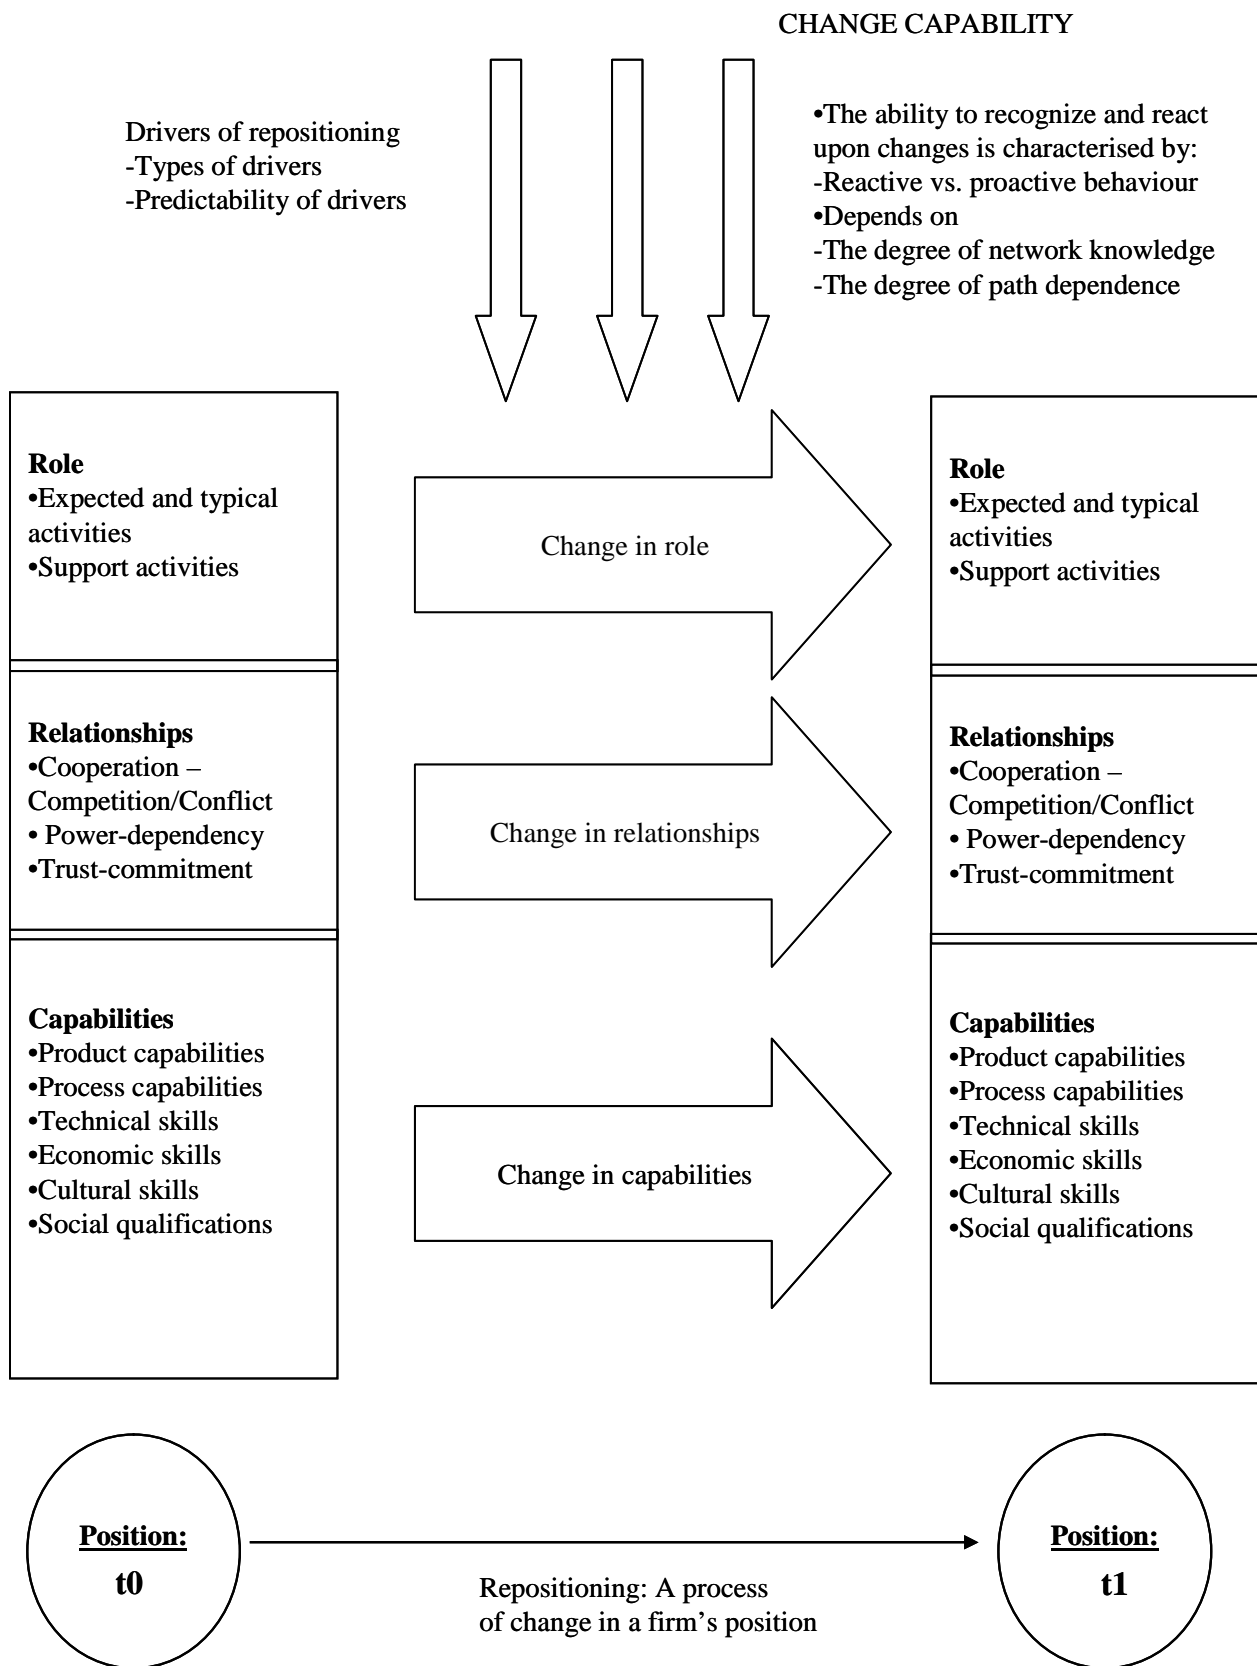 CHANGE CAPABILITY
Drivers of repositioning
-Types of drivers
-Predictability of drivers
•The ability to recognize and react
upon changes is characterised by:
-Reactive vs. proactive behaviour
•Depends on
-The degree of network knowledge
-The degree of path dependence
Role
•Expected and typical
activities
•Support activities
Change in role
Role
•Expected and typical
activities
•Support activities
Relationships
•Cooperation –
Competition/Conflict
• Power-dependency
•Trust-commitment
Change in relationships
Relationships
•Cooperation –
Competition/Conflict
• Power-dependency
•Trust-commitment
Capabilities
•Product capabilities
•Process capabilities
•Technical skills
•Economic skills
•Cultural skills
•Social qualifications
Change in capabilities
Capabilities
•Product capabilities
•Process capabilities
•Technical skills
•Economic skills
•Cultural skills
•Social qualifications
Position:
t0
Repositioning: A process
of change in a firm’s position
Position:
t1